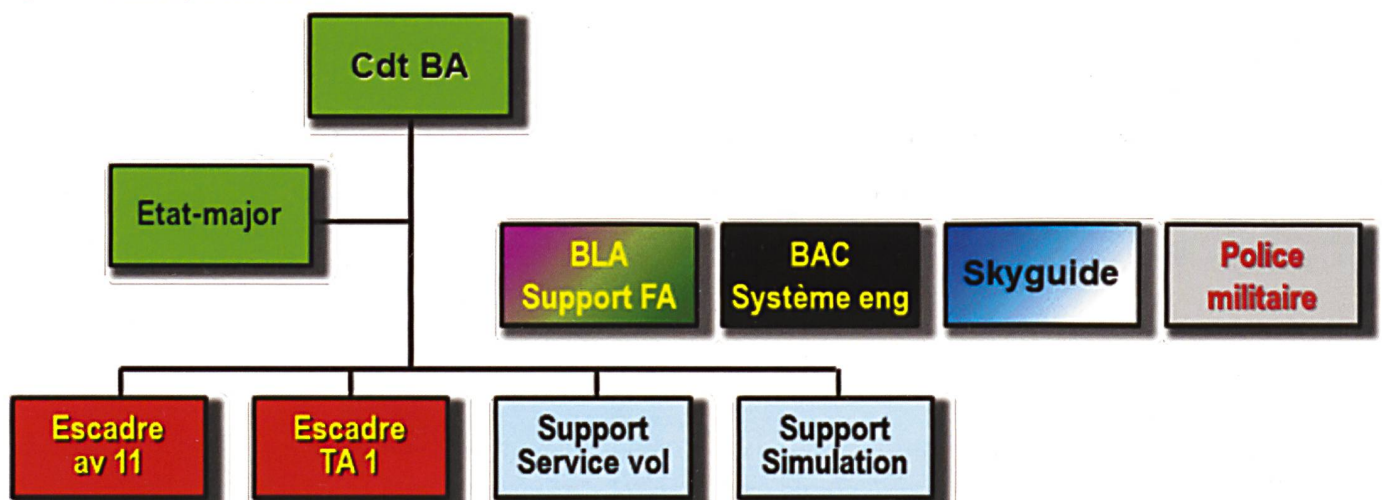 Cdt BA
Etat-major
BLA
Support FA
BAC
Système eng
Skyguide
Police
militaire
Escadre
av 11
Escadre
TA 1
Support
Service vol
Support
Simulation